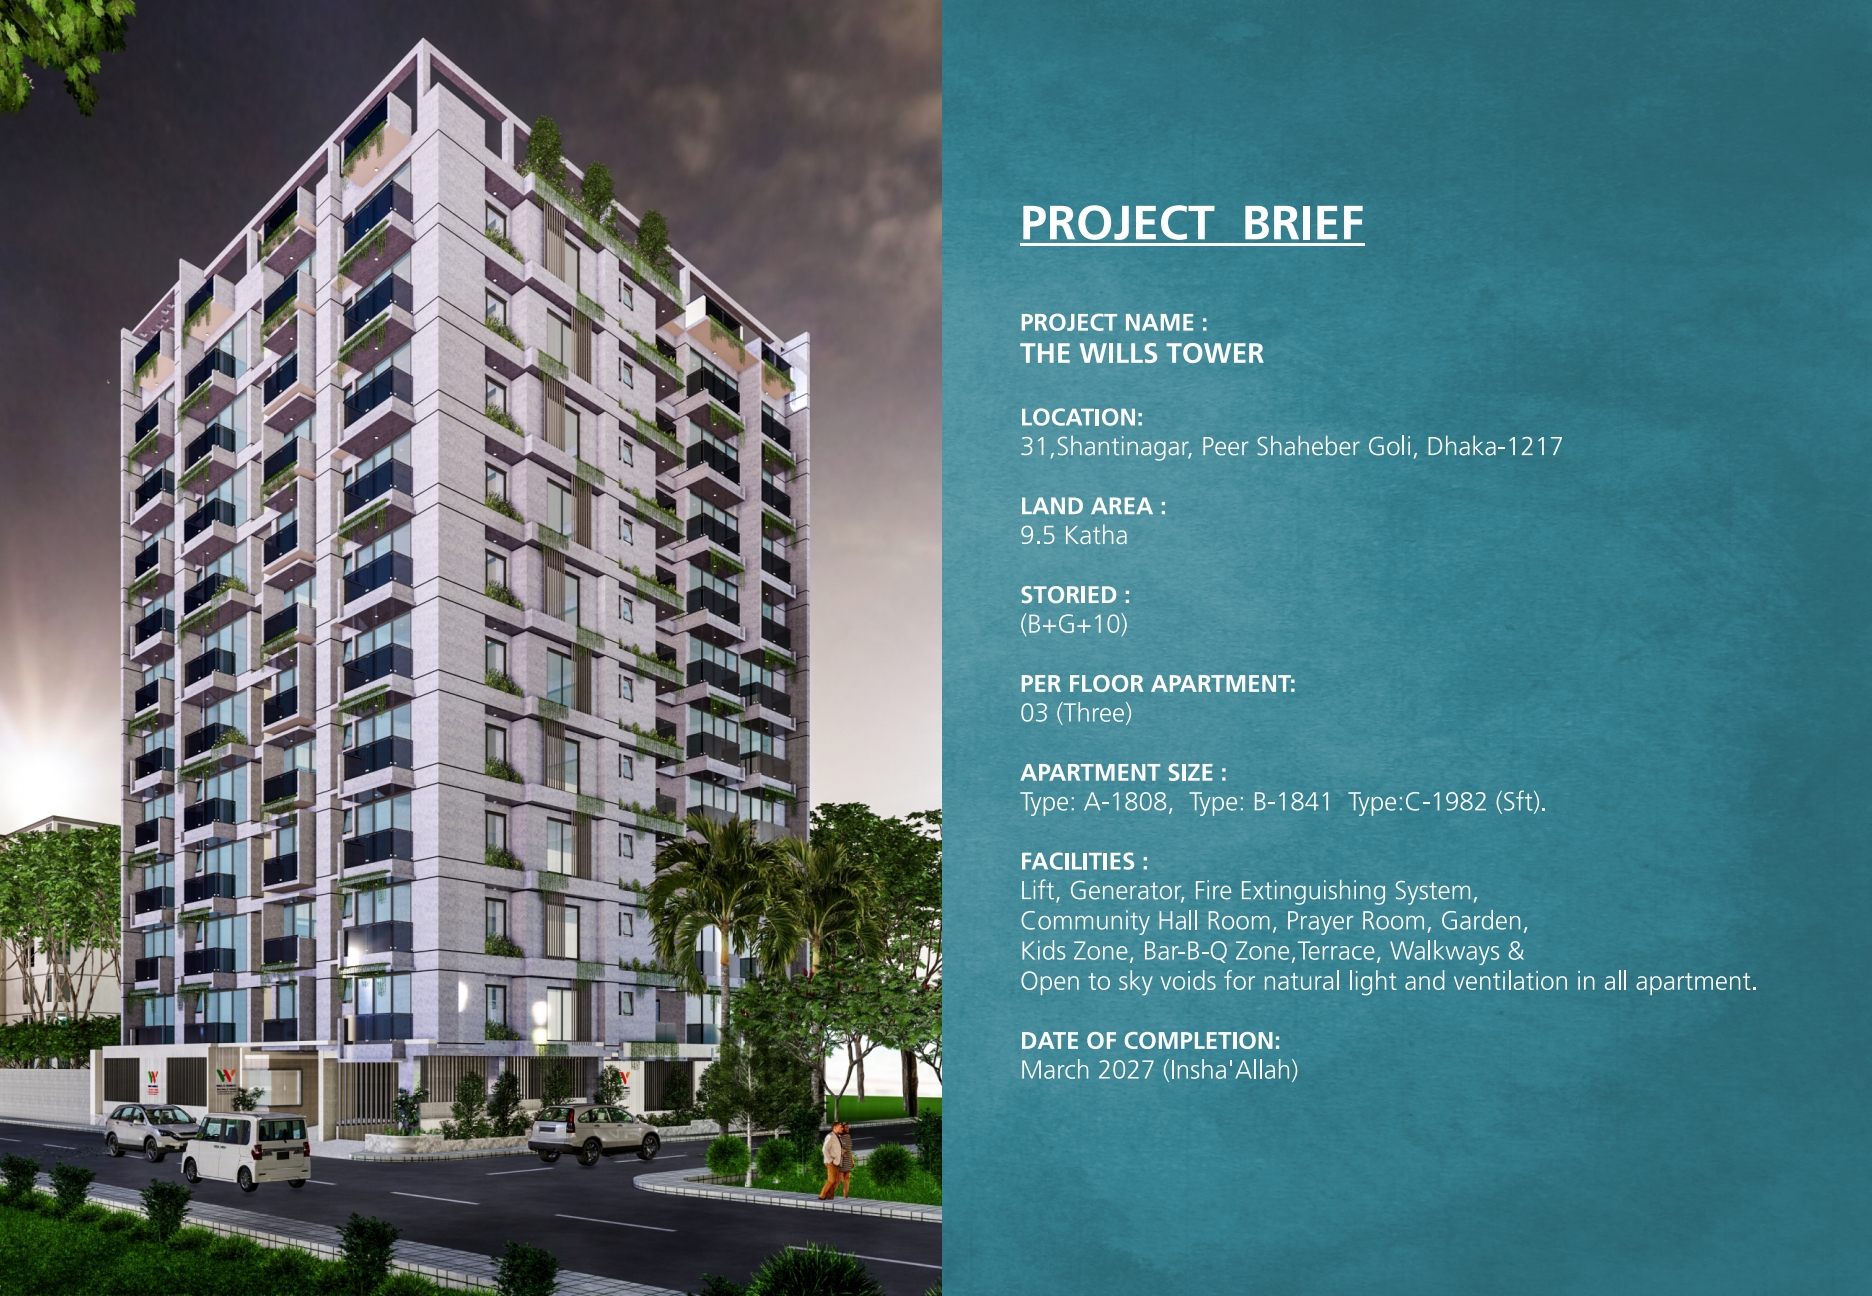 PROJECT BRIEF
PROJECT NAME :
THE WILLS TOWER
LOCATION:
31,Shantinagar, Peer Shaheber Goli, Dhaka-1217
LAND AREA :
9.5 Katha
STORIED :
(B+G+10)
PER FLOOR APARTMENT:
03 (Three)
APARTMENT SIZE :
Type: A-1808, Type: B-1841 Type:C-1982 (Sft).
FACILITIES :
Lift, Generator, Fire Extinguishing System,
Community Hall Room, Prayer Room, Garden,
Kids Zone, Bar-B-Q Zone,Terrace, Walkways &
Open to sky voids for natural light and ventilation in all apartment.
DATE OF COMPLETION:
March 2027 (Insha'Allah)